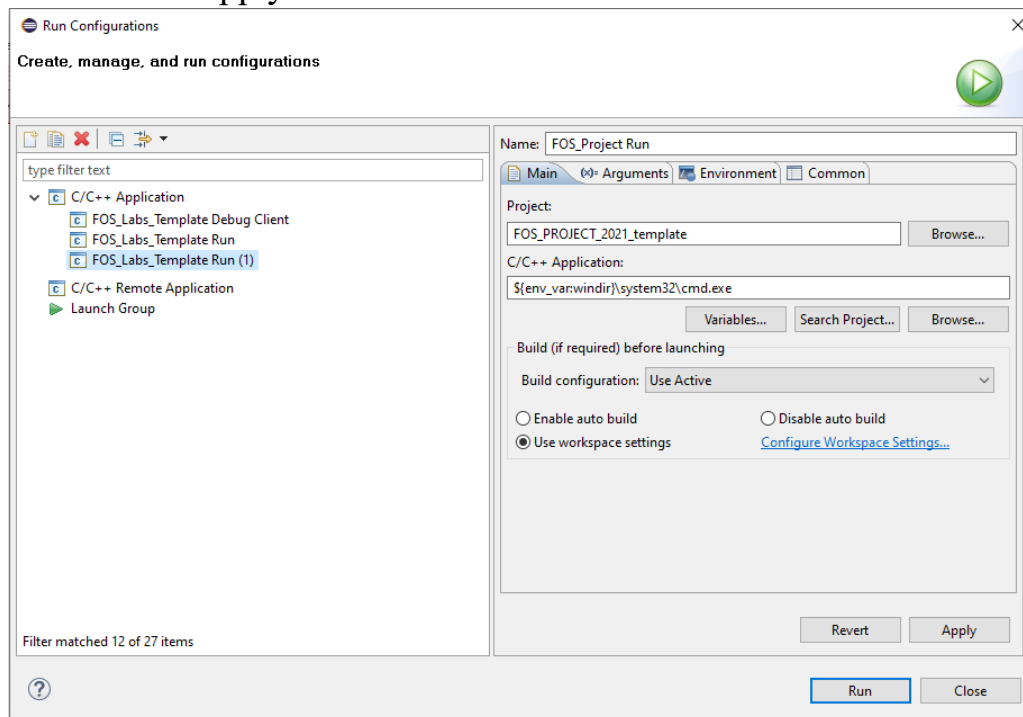 Apply
Run Configurations
Create, manage, and run configurations
type filter text
C/C++ Application
FOS_Labs_Template Debug Client
FOS_Labs_Template Run
FOS_Labs_Template Run (1)
C/C++ Remote Application
Launch Group
Filter matched 12 of 27 items
Name: FOS_Project Run
Main (x)= Arguments Environment Common
Project:
FOS_PROJECT_2021_template Browse...
C/C++ Application:
${env_var:windir}\system32\cmd.exe
Variables... Search Project... Browse...
Build (if required) before launching
Build configuration: Use Active
Enable auto build Disable auto build
Use workspace settings Configure Workspace Settings...
Revert Apply
Run Close